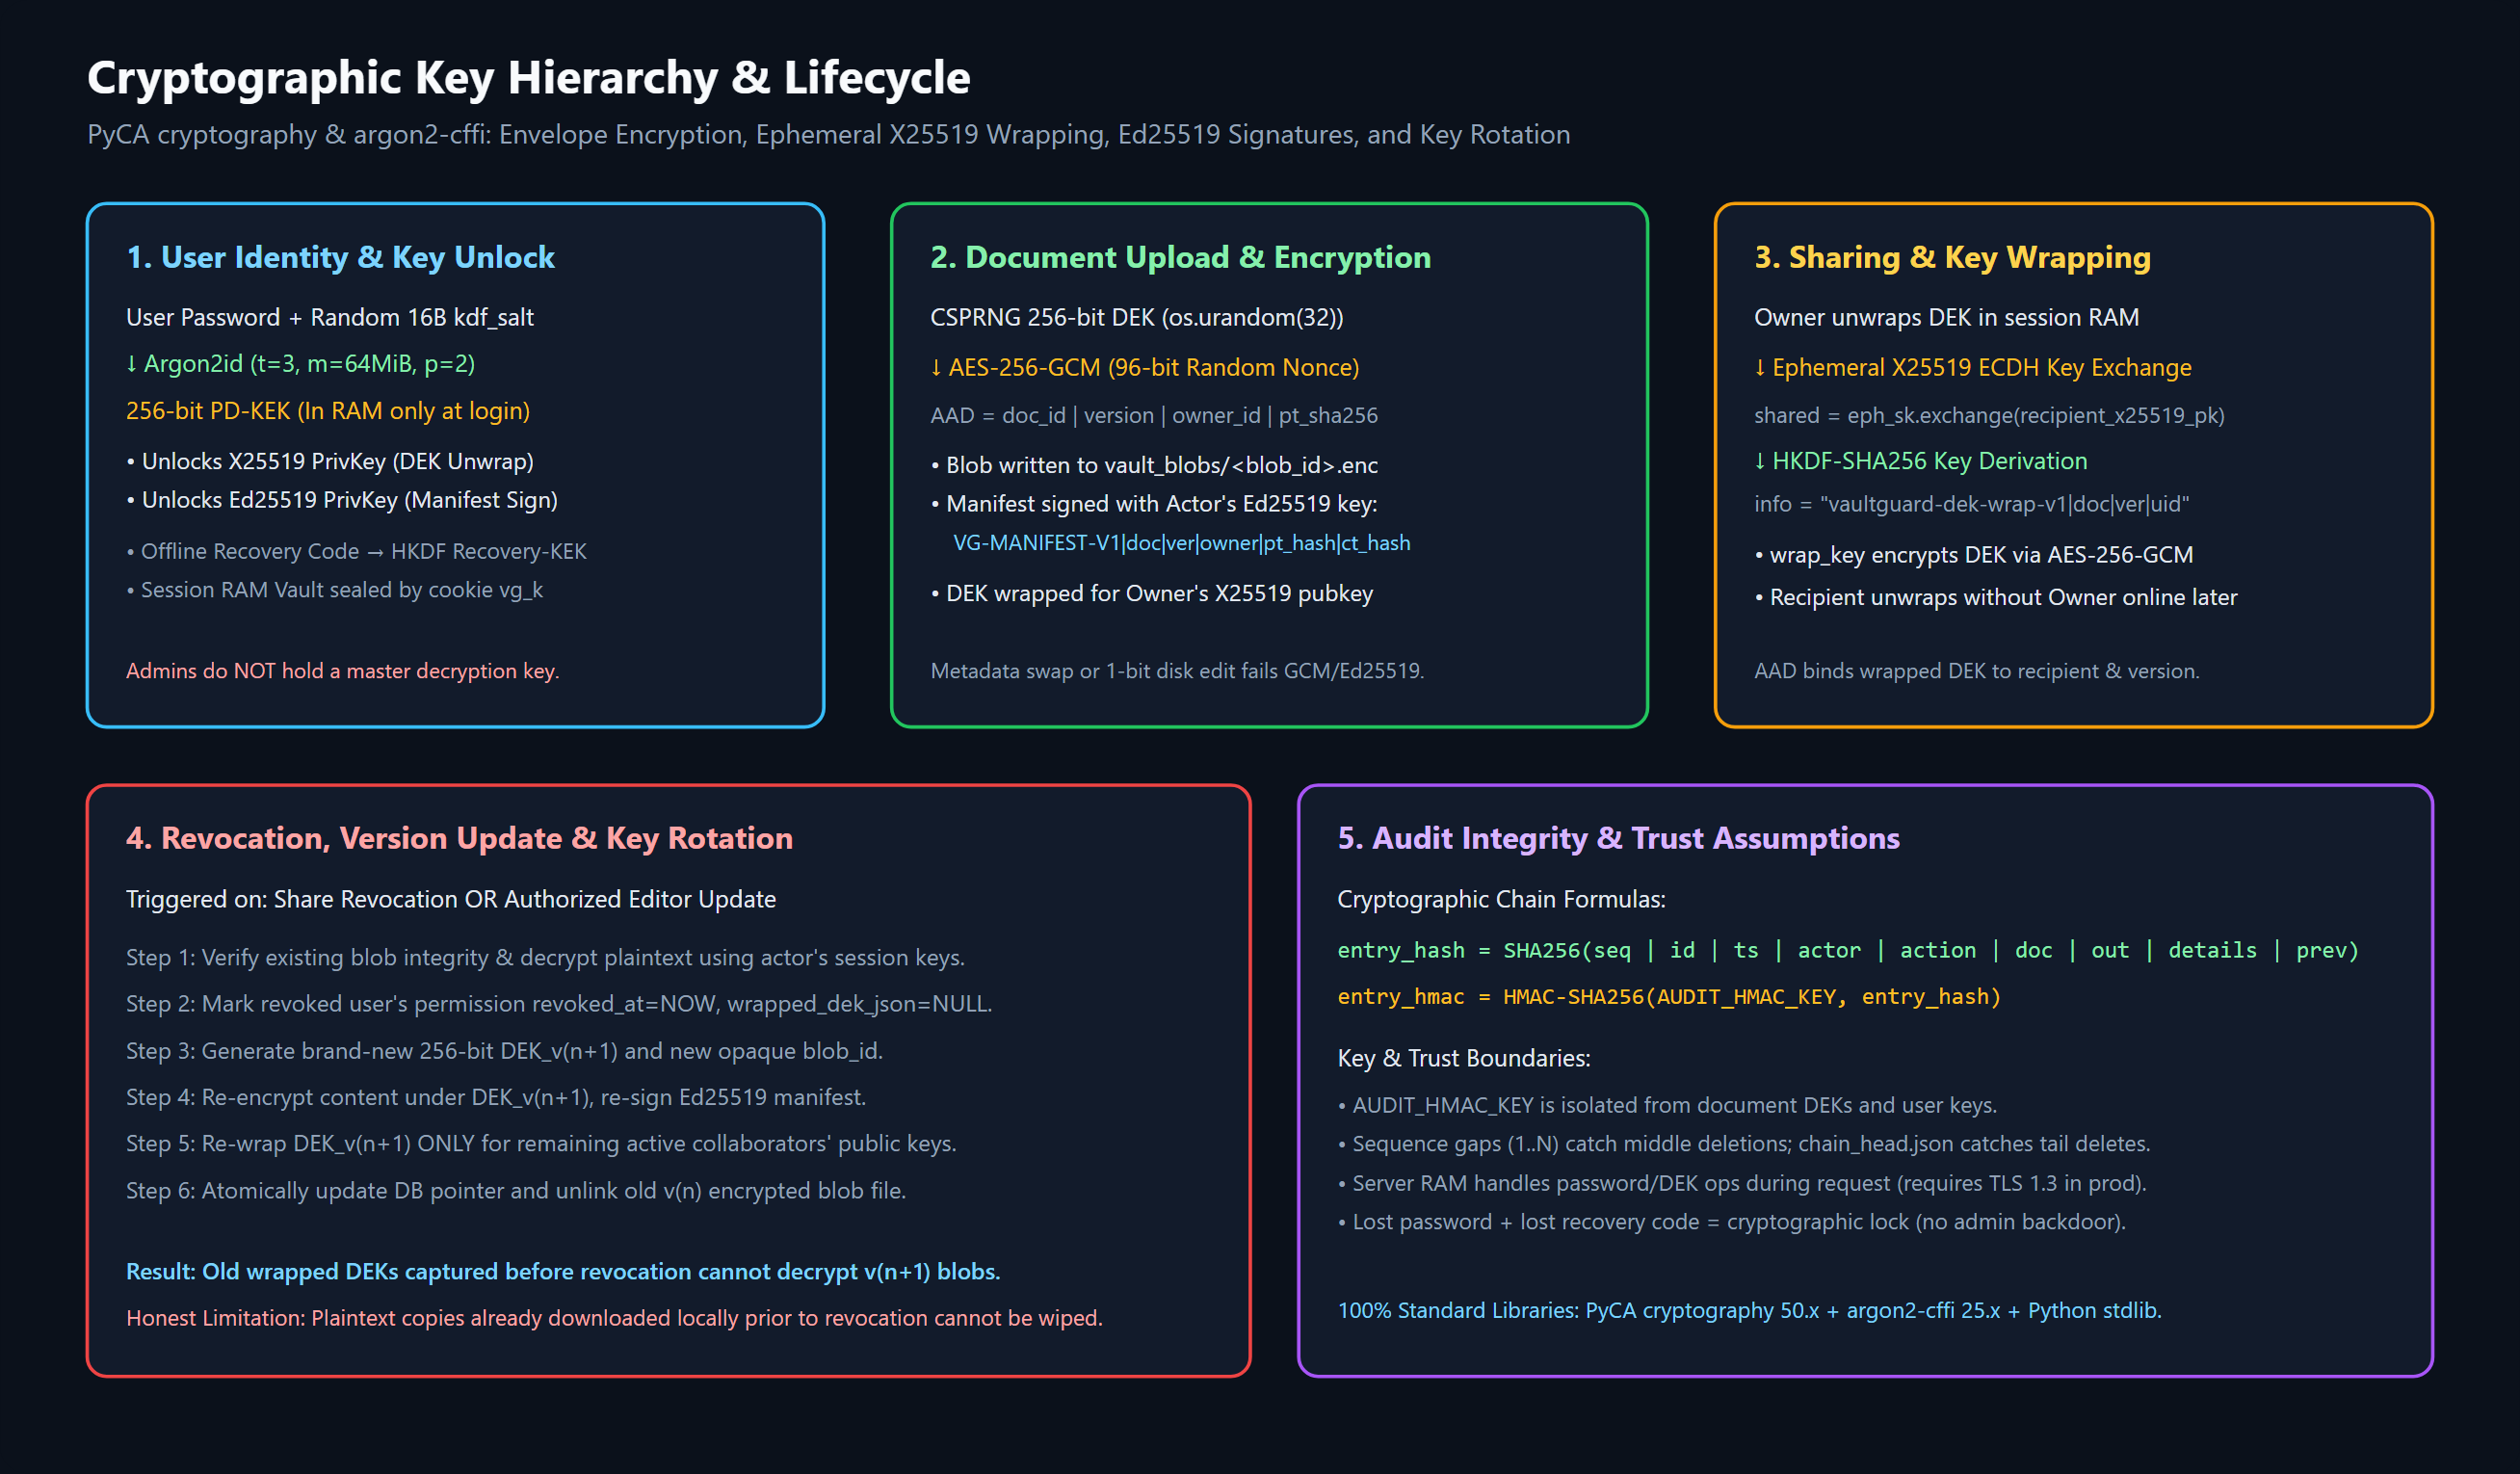 Cryptographic Key Hierarchy & Lifecycle
PyCA cryptography & argon2-cffi: Envelope Encryption, Ephemeral X25519 Wrapping, Ed25519 Signatures, and Key Rotation
1. User Identity & Key Unlock
User Password + Random 16B kdf_salt
↓ Argon2id (t=3, m=64MiB, p=2)
256-bit PD-KEK (In RAM only at login)
• Unlocks X25519 PrivKey (DEK Unwrap)
• Unlocks Ed25519 PrivKey (Manifest Sign)
• Offline Recovery Code → HKDF Recovery-KEK
• Session RAM Vault sealed by cookie vg_k
Admins do NOT hold a master decryption key.
2. Document Upload & Encryption
CSPRNG 256-bit DEK (os.urandom(32))
↓ AES-256-GCM (96-bit Random Nonce)
AAD = doc_id | version | owner_id | pt_sha256
• Blob written to vault_blobs/<blob_id>.enc
• Manifest signed with Actor's Ed25519 key:
VG-MANIFEST-V1|doc|ver|owner|pt_hash|ct_hash
• DEK wrapped for Owner's X25519 pubkey
Metadata swap or 1-bit disk edit fails GCM/Ed25519.
3. Sharing & Key Wrapping
Owner unwraps DEK in session RAM
↓ Ephemeral X25519 ECDH Key Exchange
shared = eph_sk.exchange(recipient_x25519_pk)
↓ HKDF-SHA256 Key Derivation
info = "vaultguard-dek-wrap-v1|doc|ver|uid"
• wrap_key encrypts DEK via AES-256-GCM
• Recipient unwraps without Owner online later
AAD binds wrapped DEK to recipient & version.
4. Revocation, Version Update & Key Rotation
Triggered on: Share Revocation OR Authorized Editor Update
Step 1: Verify existing blob integrity & decrypt plaintext using actor's session keys.
Step 2: Mark revoked user's permission revoked_at=NOW, wrapped_dek_json=NULL.
Step 3: Generate brand-new 256-bit DEK_v(n+1) and new opaque blob_id.
Step 4: Re-encrypt content under DEK_v(n+1), re-sign Ed25519 manifest.
Step 5: Re-wrap DEK_v(n+1) ONLY for remaining active collaborators' public keys.
Step 6: Atomically update DB pointer and unlink old v(n) encrypted blob file.
Result: Old wrapped DEKs captured before revocation cannot decrypt v(n+1) blobs.
Honest Limitation: Plaintext copies already downloaded locally prior to revocation cannot be wiped.
5. Audit Integrity & Trust Assumptions
Cryptographic Chain Formulas:
entry_hash = SHA256(seq | id | ts | actor | action | doc | out | details | prev)
entry_hmac = HMAC-SHA256(AUDIT_HMAC_KEY, entry_hash)
Key & Trust Boundaries:
• AUDIT_HMAC_KEY is isolated from document DEKs and user keys.
• Sequence gaps (1..N) catch middle deletions; chain_head.json catches tail deletes.
• Server RAM handles password/DEK ops during request (requires TLS 1.3 in prod).
• Lost password + lost recovery code = cryptographic lock (no admin backdoor).
100% Standard Libraries: PyCA cryptography 50.x + argon2-cffi 25.x + Python stdlib.